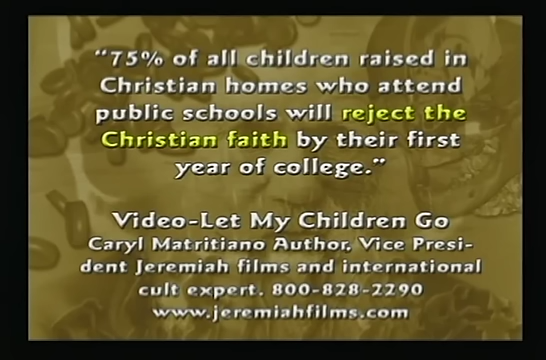 “75% of all children raised in
Christian homes who attend
public schools will reject the
Christian faith by their first
year of college.”
Video-Let My Children Go
Caryl Matritiano Author, Vice Presi-
dent Jeremiah films and international
cult expert. 800-828-2290
www.jeremiahfilms.com